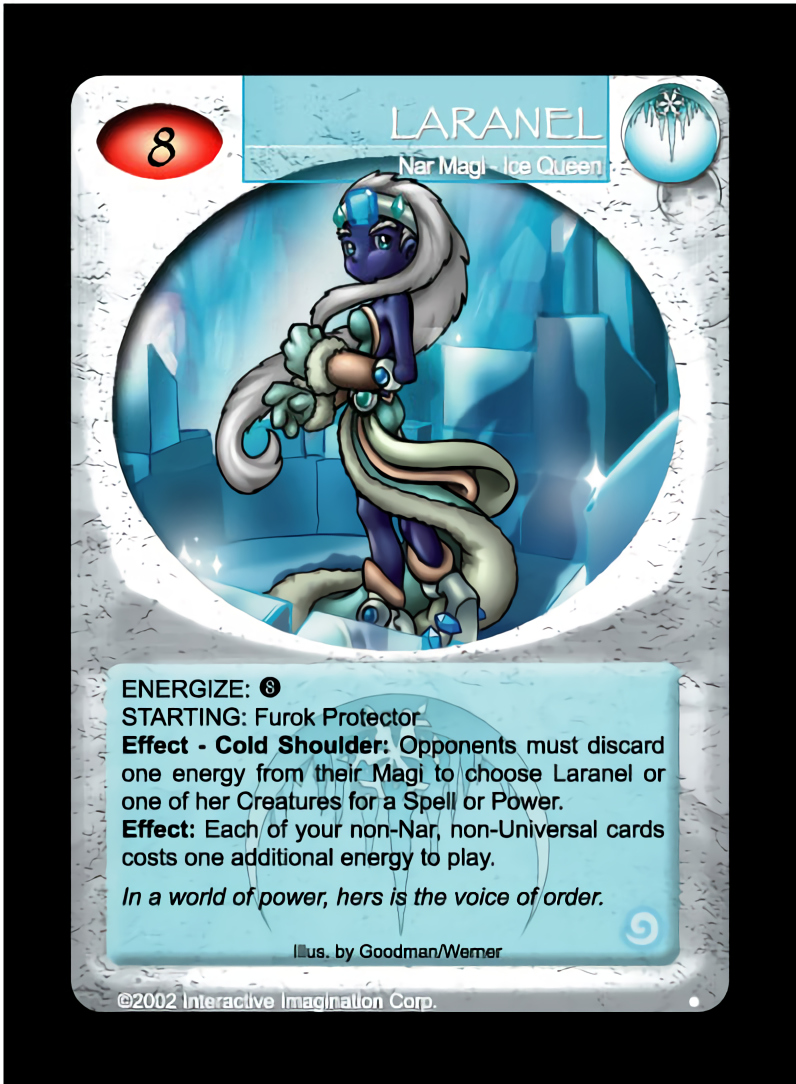 8
LARANEL
Nar Magi - Ice Queen
ENERGIZE: 8
STARTING: Furok Protector
Effect - Cold Shoulder: Opponents must discard
one energy from their Magi to choose Laranel or
one of her Creatures for a Spell or Power.
Effect: Each of your non-Nar, non-Universal cards
costs one additional energy to play.
In a world of power, hers is the voice of order.
Illus. by Goodman/Werner
©2002 Interactive Imagination Corp.